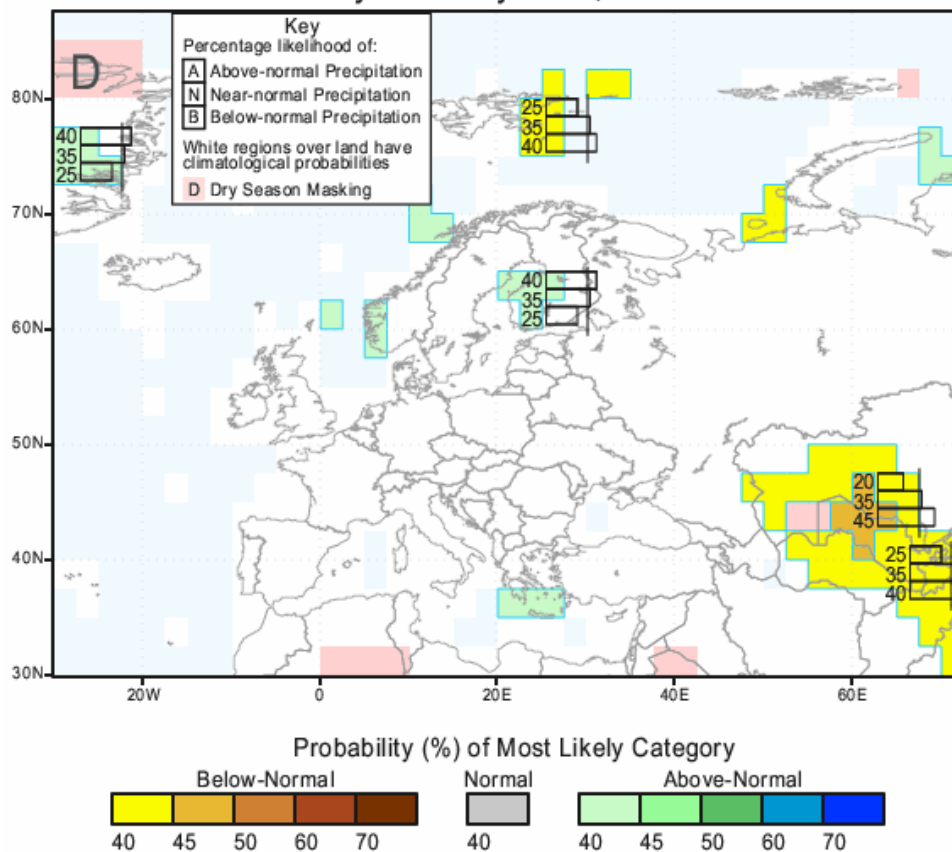 Key
Percentage likelihood of:
A Above-normal Precipitation
N Near-normal Precipitation
B Below-normal Precipitation
White regions over land have
climatological probabilities
D Dry Season Masking
D
80N
70N
60N
50N
40N
30N
40
35
25
25
35
40
40
35
25
20
35
45
25
35
40
20W 0 20E 40E 60E
Probability (%) of Most Likely Category
Below-Normal Normal Above-Normal
40 45 50 60 70 40 40 45 50 60 70